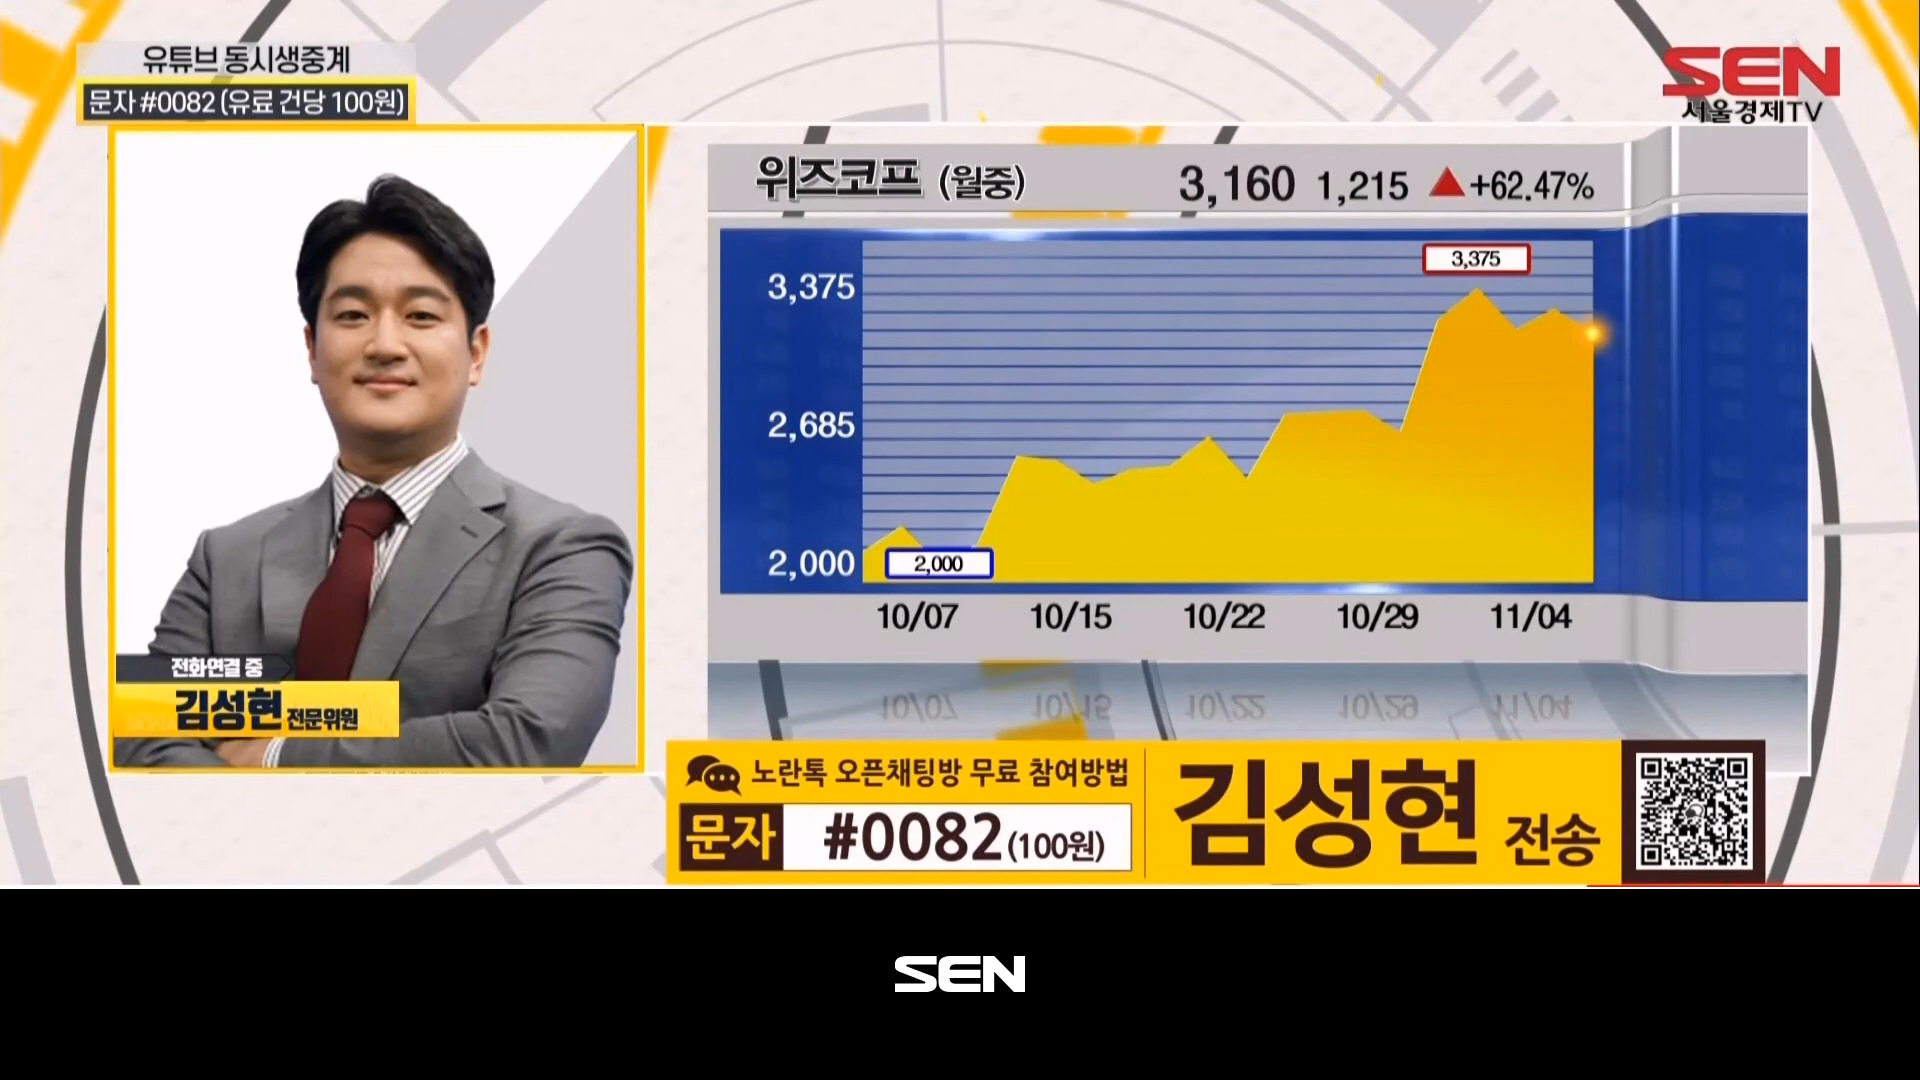 유튜브 동시생중계
문자 #0082 (유료 건당 100원)
SEN
서울경제TV
위즈코프 (월중) 3,160 1,215 ▲+62.47%
3,375
3,375
2,685
2,000
2,000
10/07 10/15 10/22 10/29 11/04
전화연결 중
김성현 전문위원
노란톡 오픈채팅방 무료 참여방법
문자 #0082(100원)
김성현 전송
SEN